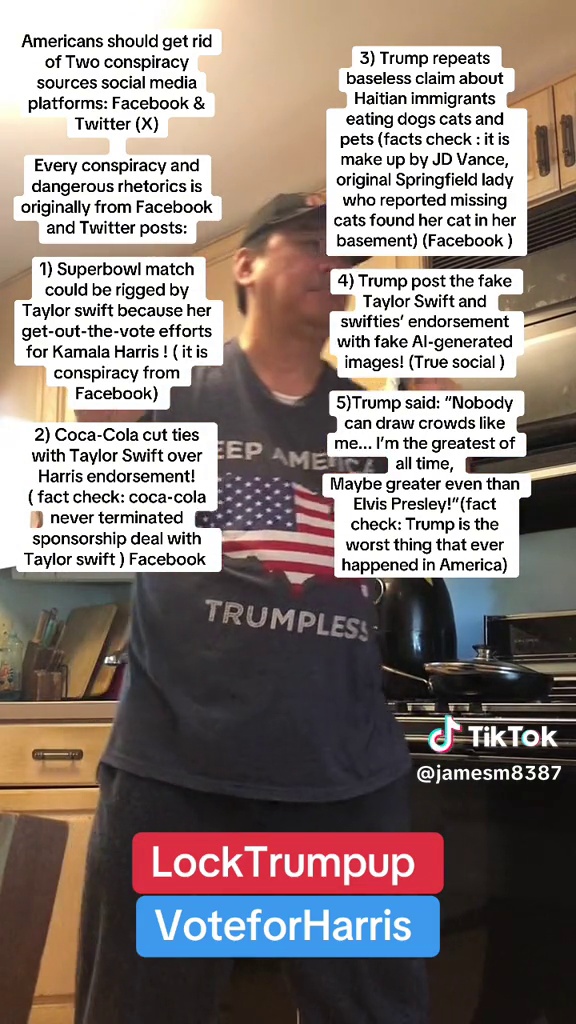 Americans should get rid
of Two conspiracy
sources social media
platforms: Facebook &
Twitter (X)
Every conspiracy and
dangerous rhetorics is
originally from Facebook
and Twitter posts:
1) Superbowl match
could be rigged by
Taylor swift because her
get-out-the-vote efforts
for Kamala Harris ! ( it is
conspiracy from
Facebook)
2) Coca-Cola cut ties
with Taylor Swift over
Harris endorsement!
( fact check: coca-cola
never terminated
sponsorship deal with
Taylor swift ) Facebook
3) Trump repeats
baseless claim about
Haitian immigrants
eating dogs cats and
pets (facts check : it is
make up by JD Vance,
original Springfield lady
who reported missing
cats found her cat in her
basement) (Facebook )
4) Trump post the fake
Taylor Swift and
swifties’ endorsement
with fake AI-generated
images! (True social )
5)Trump said: “Nobody
can draw crowds like
me... I’m the greatest of
all time,
Maybe greater even than
Elvis Presley!”(fact
check: Trump is the
worst thing that ever
happened in America)
EEP AMERICA
TRUMPLESS
TikTok
@jamesm8387
LockTrumpup
VoteforHarris